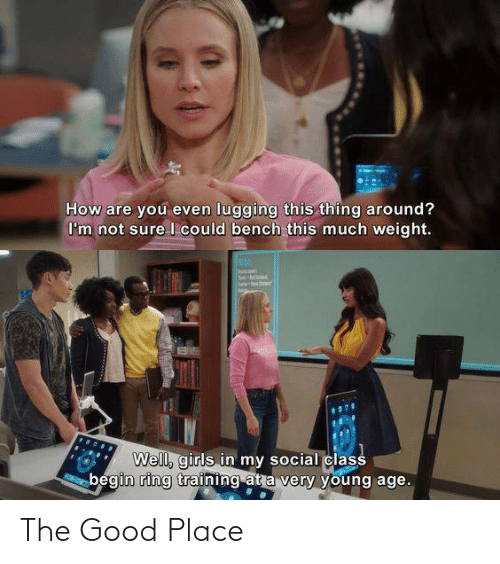 How are you even lugging this thing around?
I'm not sure I could bench this much weight.
Well, girls in my social class
begin ring training at a very young age.
The Good Place